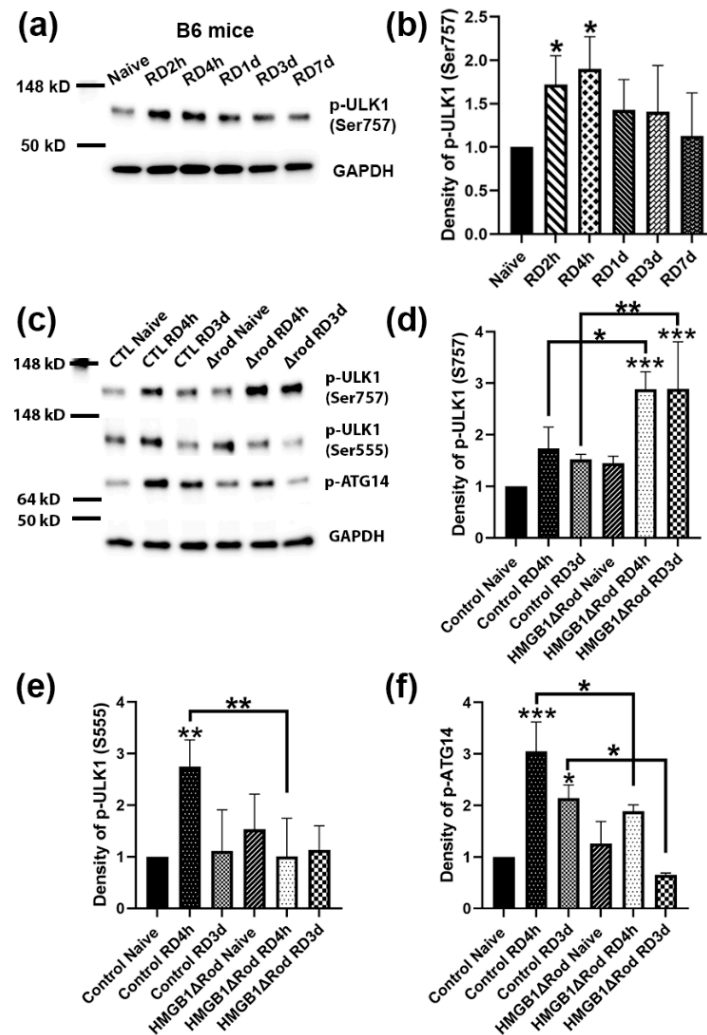 (a)
B6 mice
Naive
RD2h
RD4h
RD1d
RD3d
RD7d
148 kD
p-ULK1
(Ser757)
50 kD
GAPDH
(b)
Density of p-ULK1 (Ser757)
2.5
2.0
1.5
1.0
0.5
0.0
*
*
Naïve
RD2h
RD4h
RD1d
RD3d
RD7d
(c)
CTL Naive
CTL RD4h
CTL RD3d
Δrod Naive
Δrod RD4h
Δrod RD3d
148 kD
p-ULK1
(Ser757)
148 kD
p-ULK1
(Ser555)
p-ATG14
64 kD
50 kD
GAPDH
(d)
Density of p-ULK1 (S757)
4
3
2
1
0
**
*
***
***
Control Naive
Control RD4h
Control RD3d
HMGB1ΔRod Naive
HMGB1ΔRod RD4h
HMGB1ΔRod RD3d
(e)
Density of p-ULK1 (S555)
4
3
2
1
0
**
**
Control Naive
Control RD4h
Control RD3d
HMGB1ΔRod Naive
HMGB1ΔRod RD4h
HMGB1ΔRod RD3d
(f)
Density of p-ATG14
4
3
2
1
0
*
***
*
*
Control Naive
Control RD4h
Control RD3d
HMGB1ΔRod Naive
HMGB1ΔRod RD4h
HMGB1ΔRod RD3d